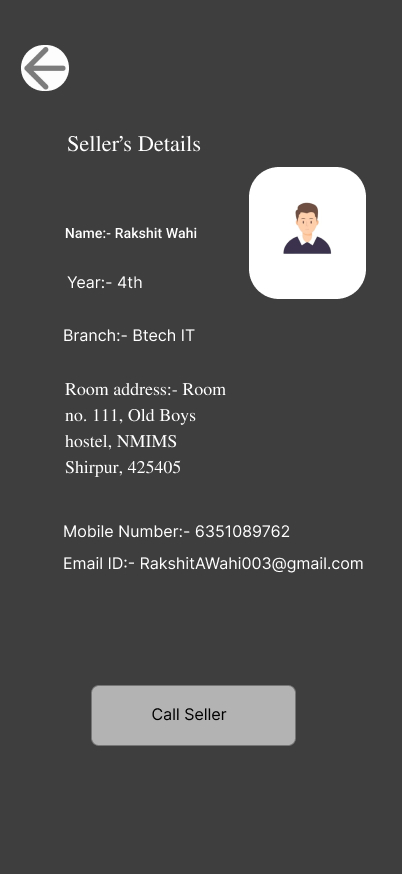 Seller’s Details
Name:- Rakshit Wahi
Year:- 4th
Branch:- Btech IT
Room address:- Room
no. 111, Old Boys
hostel, NMIMS
Shirpur, 425405
Mobile Number:- 6351089762
Email ID:- RakshitAWahi003@gmail.com
Call Seller